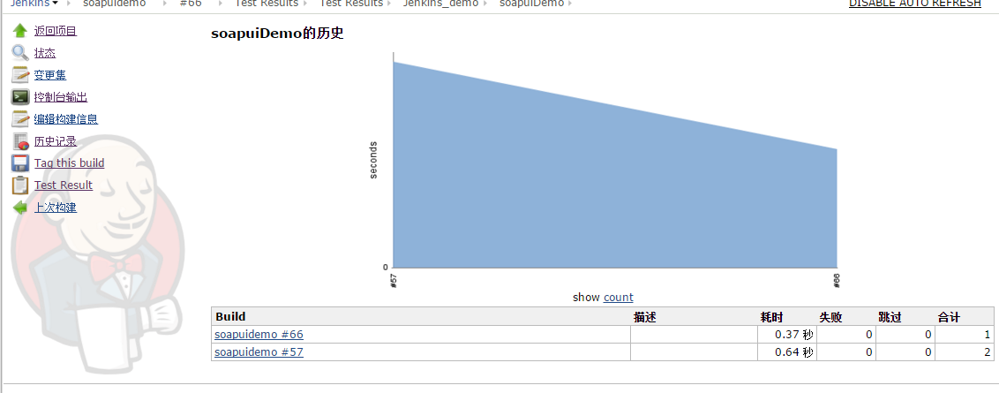 Jenkins soapuidemo #66 Test Results Test Results Jenkins_demo soapuiDemo DISABLE AUTO REFRESH
返回项目
状态
变更集
控制台输出
编辑构建信息
历史记录
Tag this build
Test Result
上次构建
soapuiDemo的历史
seconds
0
#57 #66
show count
Build 描述 耗时 失败 跳过 合计
soapuidemo #66 0.37 秒 0 0 1
soapuidemo #57 0.64 秒 0 0 2